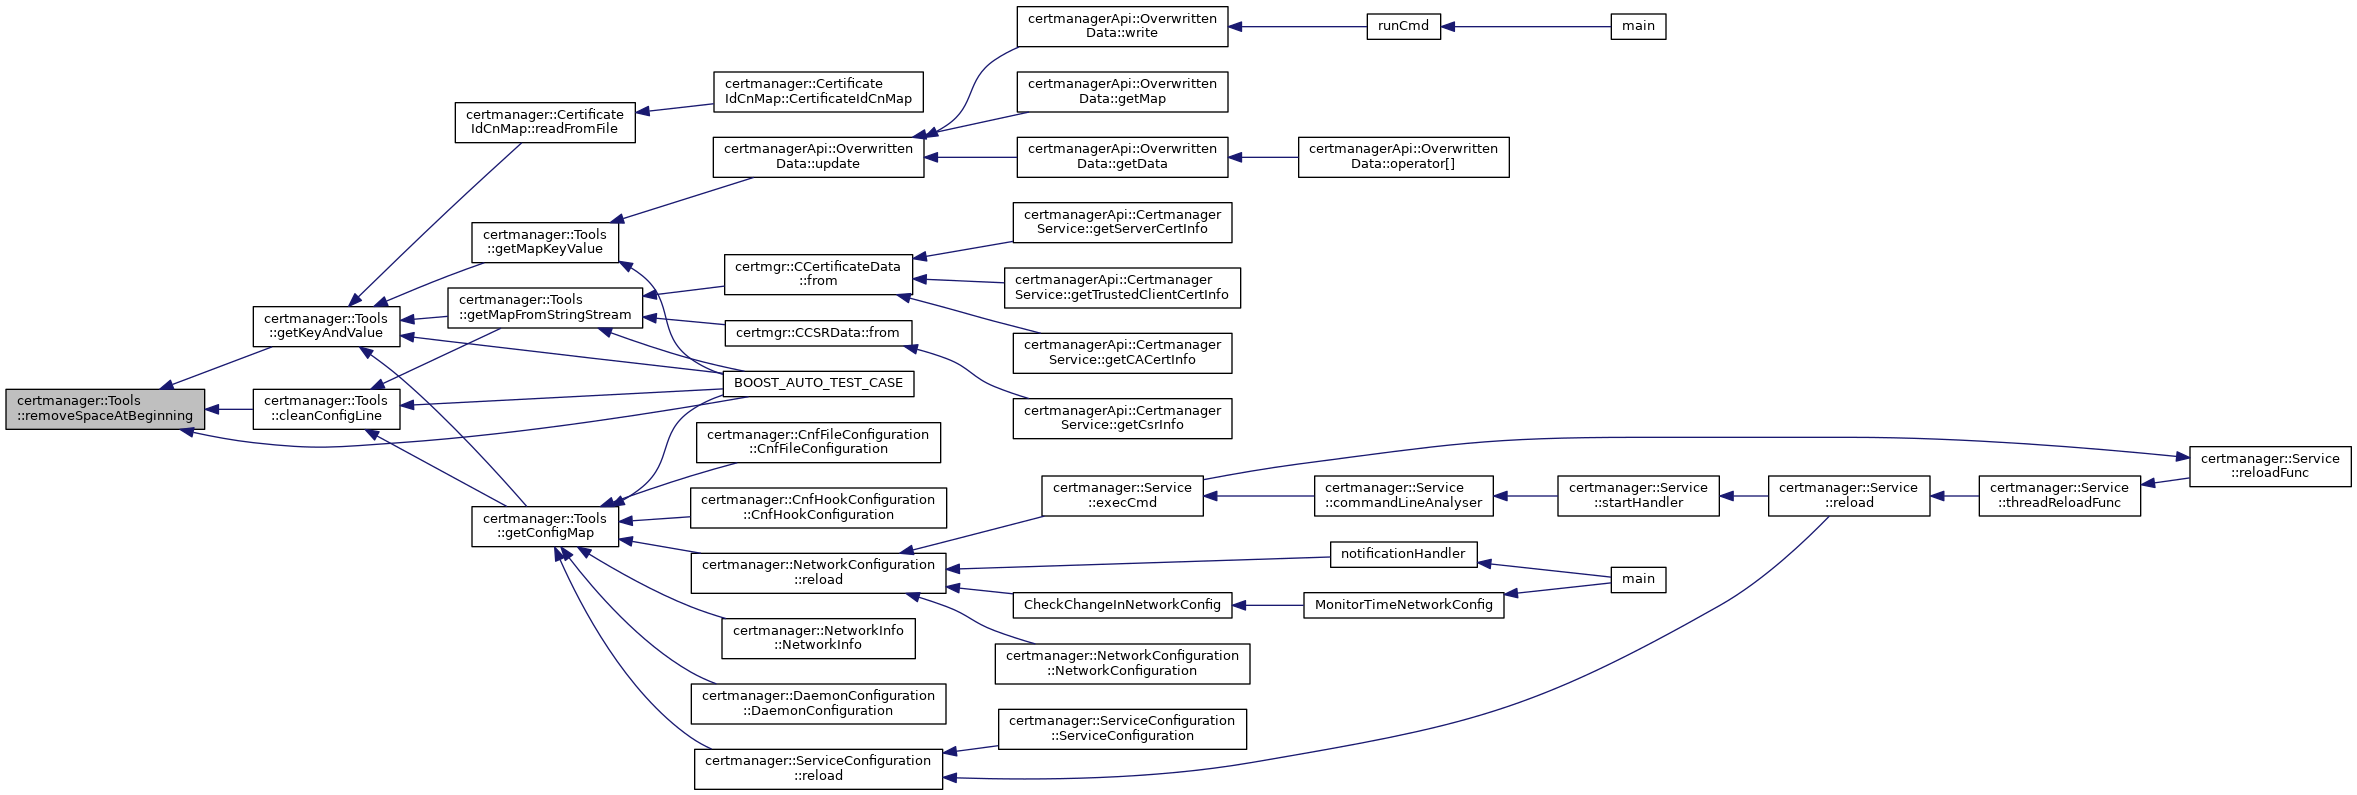 certmanager::Tools
::removeSpaceAtBeginning
certmanager::Tools
::getKeyAndValue
certmanager::Tools
::cleanConfigLine
certmanager::Certificate
IdCnMap::readFromFile
certmanager::Tools
::getMapKeyValue
certmanager::Tools
::getMapFromStringStream
certmanager::Tools
::getConfigMap
certmanager::Certificate
IdCnMap::CertificateIdCnMap
certmanagerApi::Overwritten
Data::update
certmgr::CCertificateData
::from
certmgr::CCSRData::from
BOOST_AUTO_TEST_CASE
certmanager::CnfFileConfiguration
::CnfFileConfiguration
certmanager::CnfHookConfiguration
::CnfHookConfiguration
certmanager::NetworkConfiguration
::reload
certmanager::NetworkInfo
::NetworkInfo
certmanager::DaemonConfiguration
::DaemonConfiguration
certmanager::ServiceConfiguration
::reload
certmanagerApi::Overwritten
Data::write
certmanagerApi::Overwritten
Data::getMap
certmanagerApi::Overwritten
Data::getData
certmanagerApi::Certmanager
Service::getServerCertInfo
certmanagerApi::Certmanager
Service::getTrustedClientCertInfo
certmanagerApi::Certmanager
Service::getCACertInfo
certmanagerApi::Certmanager
Service::getCsrInfo
certmanager::Service
::execCmd
CheckChangeInNetworkConfig
certmanager::NetworkConfiguration
::NetworkConfiguration
certmanager::ServiceConfiguration
::ServiceConfiguration
runCmd
certmanagerApi::Overwritten
Data::operator[]
certmanager::Service
::commandLineAnalyser
notificationHandler
MonitorTimeNetworkConfig
main
certmanager::Service
::startHandler
main
certmanager::Service
::reload
certmanager::Service
::threadReloadFunc
certmanager::Service
::reloadFunc